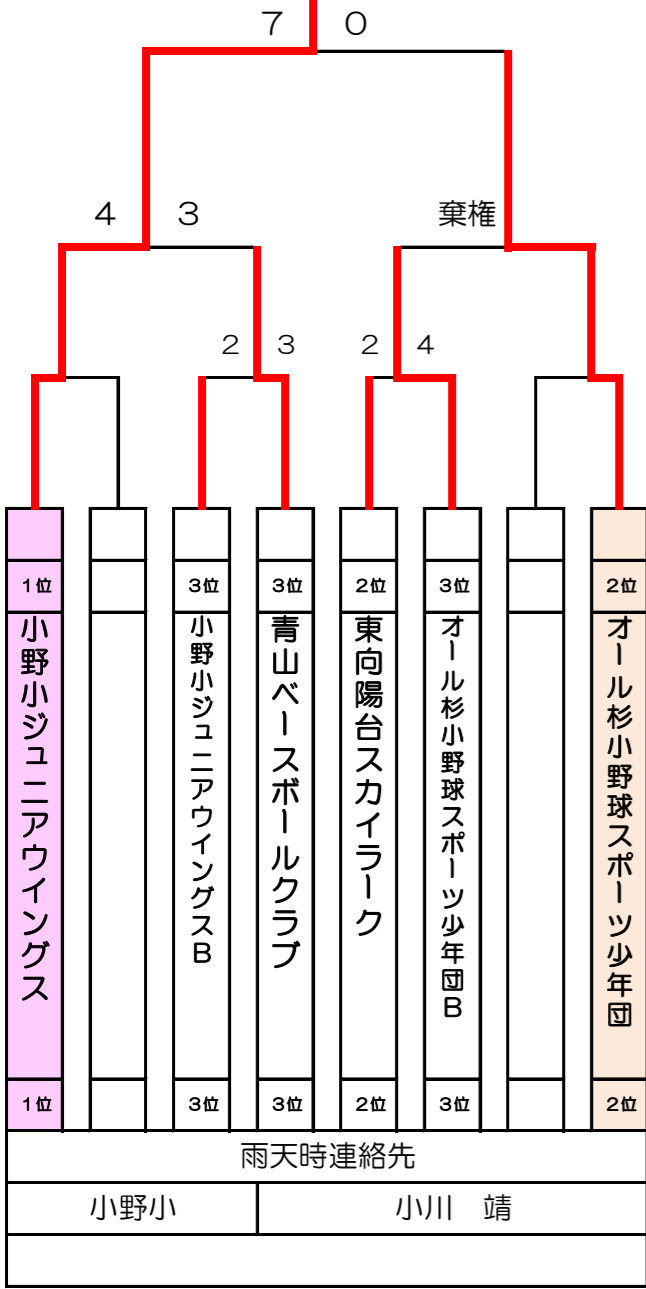 ７　０
４　３
棄権
２　３
２　４
1位
3位
3位
2位
3位
2位
小野小ジュニアウイングス
小野小ジュニアウイングスＢ
青山ベースボールクラブ
東向陽台スカイラーク
オール杉小野球スポーツ少年団Ｂ
オール杉小野球スポーツ少年団
1位
3位
3位
2位
3位
2位
雨天時連絡先
小野小
小川　靖